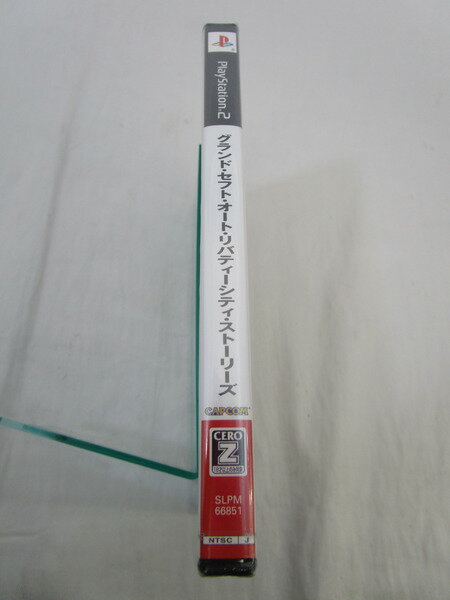 PlayStation.2
グランド・セフト・オート・リバティーシティ・ストーリーズ
CAPCOM
CERO
Z
SLPM
66851
NTSC J